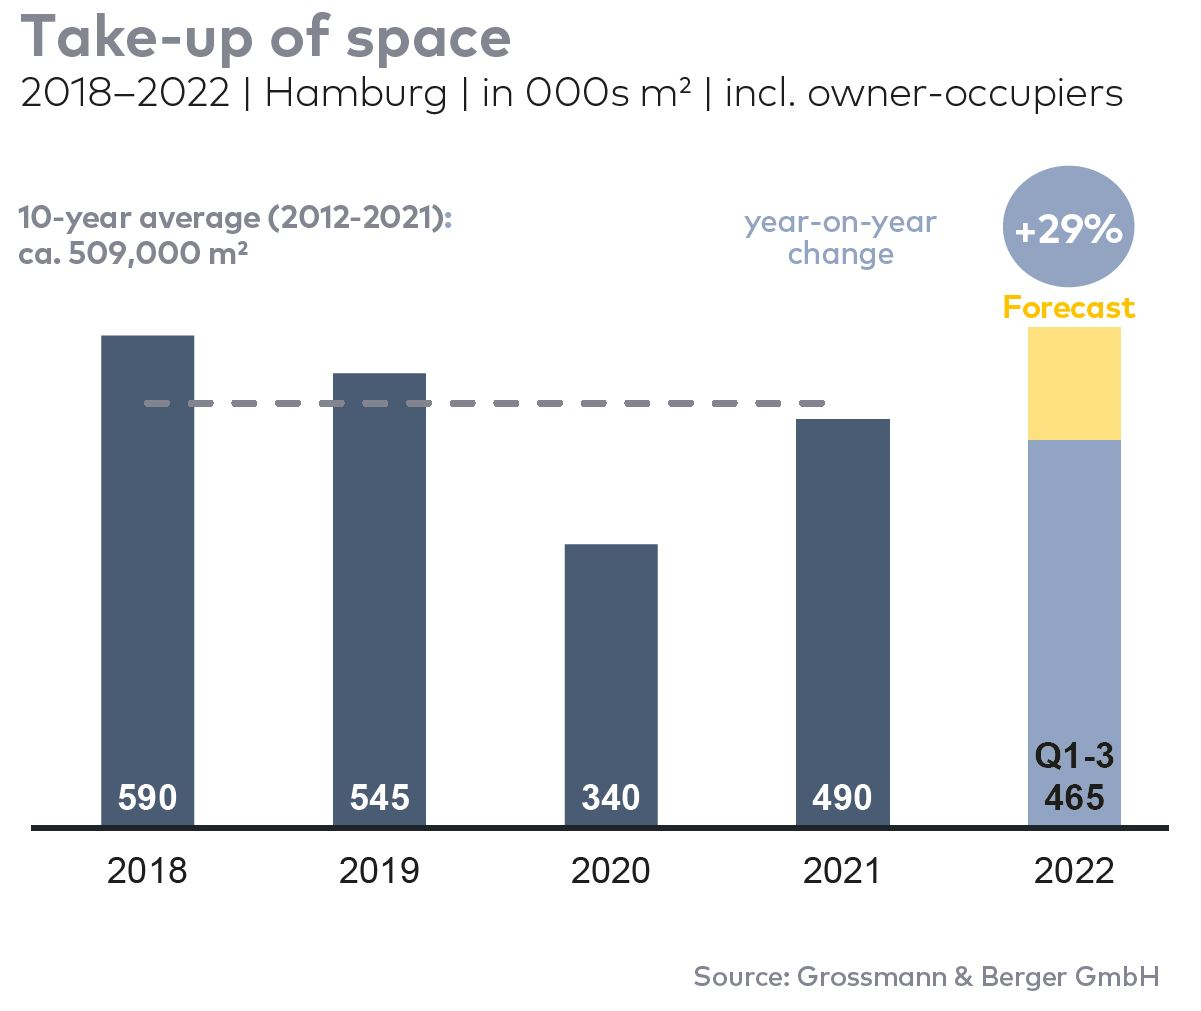 Take-up of space
2018–2022 | Hamburg | in 000s m² | incl. owner-occupiers
10-year average (2012-2021):
ca. 509,000 m²
year-on-year
change
+29%
Forecast
590
545
340
490
Q1-3
465
2018
2019
2020
2021
2022
Source: Grossmann & Berger GmbH